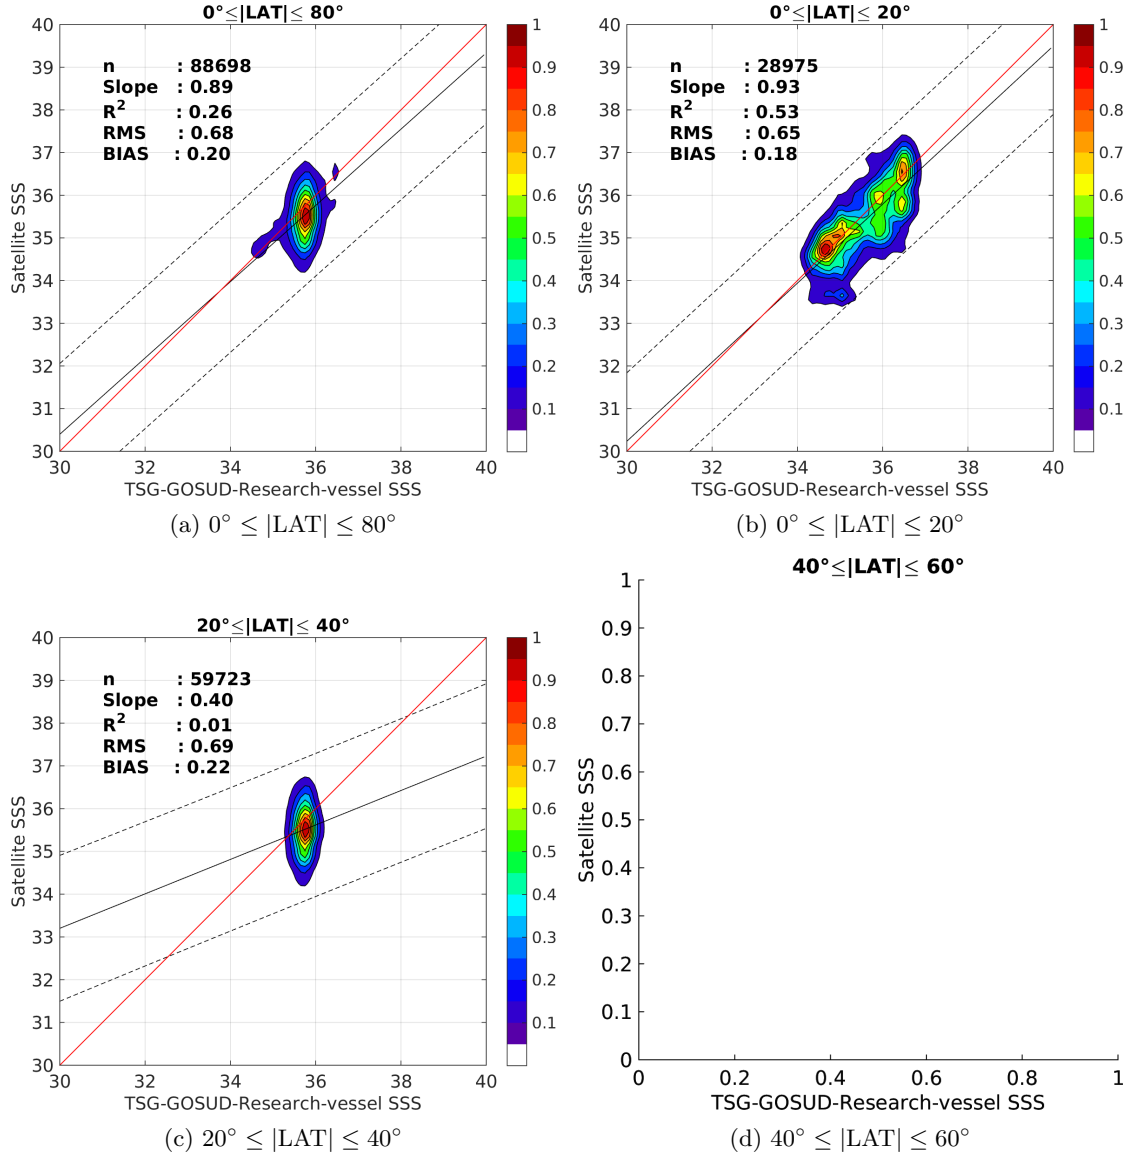 0°≤|LAT|≤ 80°
40
39
38
37
36
35
34
33
32
31
30
30 32 34 36 38 40
Satellite SSS
TSG-GOSUD-Research-vessel SSS
n : 88698
Slope : 0.89
R² : 0.26
RMS : 0.68
BIAS : 0.20
1
0.9
0.8
0.7
0.6
0.5
0.4
0.3
0.2
0.1
(a) 0° ≤ |LAT| ≤ 80°
0°≤|LAT|≤ 20°
40
39
38
37
36
35
34
33
32
31
30
30 32 34 36 38 40
Satellite SSS
TSG-GOSUD-Research-vessel SSS
n : 28975
Slope : 0.93
R² : 0.53
RMS : 0.65
BIAS : 0.18
1
0.9
0.8
0.7
0.6
0.5
0.4
0.3
0.2
0.1
(b) 0° ≤ |LAT| ≤ 20°
20°≤|LAT|≤ 40°
40
39
38
37
36
35
34
33
32
31
30
30 32 34 36 38 40
Satellite SSS
TSG-GOSUD-Research-vessel SSS
n : 59723
Slope : 0.40
R² : 0.01
RMS : 0.69
BIAS : 0.22
1
0.9
0.8
0.7
0.6
0.5
0.4
0.3
0.2
0.1
(c) 20° ≤ |LAT| ≤ 40°
40°≤|LAT|≤ 60°
1
0.9
0.8
0.7
0.6
0.5
0.4
0.3
0.2
0.1
0
0 0.2 0.4 0.6 0.8 1
Satellite SSS
TSG-GOSUD-Research-vessel SSS
(d) 40° ≤ |LAT| ≤ 60°